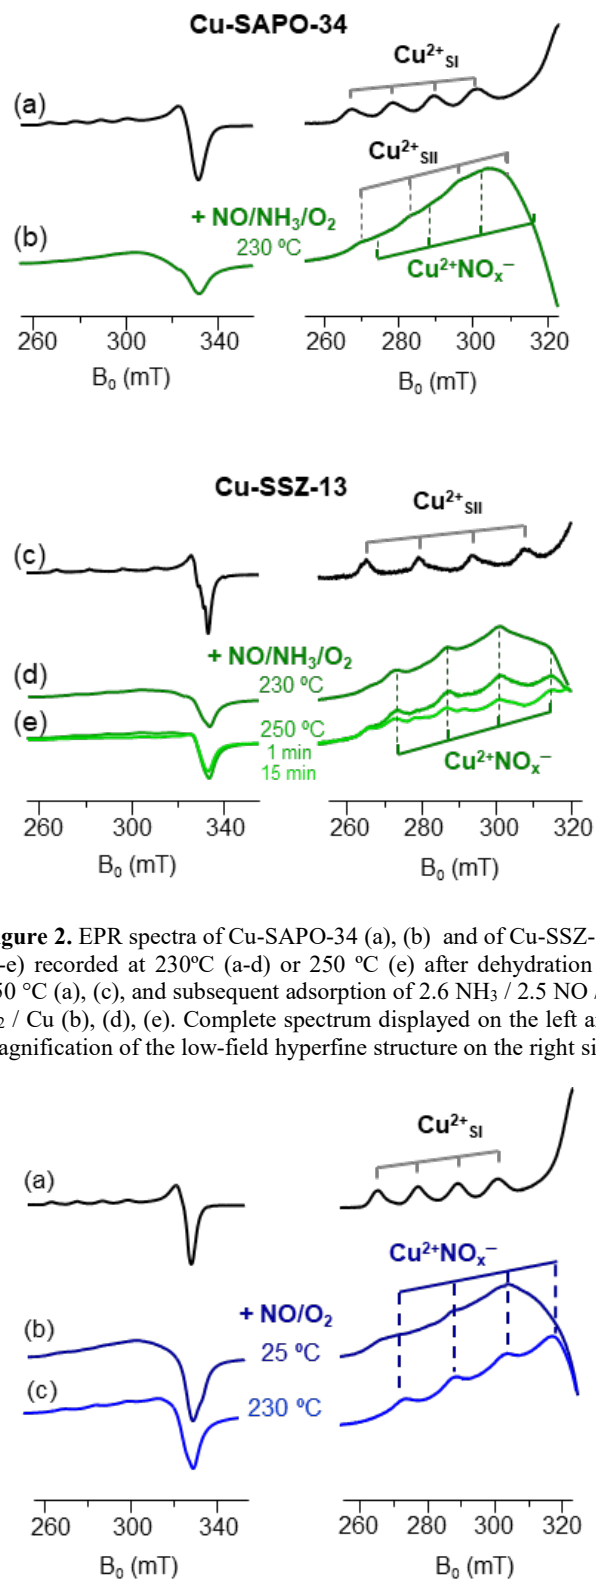 Cu-SAPO-34
Cu²⁺SI
(a)
Cu²⁺SII
+ NO/NH₃/O₂
(b)
230 ºC
Cu²⁺NOₓ⁻
260 300 340 260 280 300 320
B₀ (mT) B₀ (mT)
Cu-SSZ-13
Cu²⁺SII
(c)
+ NO/NH₃/O₂
(d)
230 ºC
(e)
250 ºC
1 min
15 min
Cu²⁺NOₓ⁻
260 300 340 260 280 300 320
B₀ (mT) B₀ (mT)
gure 2. EPR spectra of Cu-SAPO-34 (a), (b) and of Cu-SSZ-
-e) recorded at 230ºC (a-d) or 250 ºC (e) after dehydration
50 °C (a), (c), and subsequent adsorption of 2.6 NH₃ / 2.5 NO /
₂ / Cu (b), (d), (e). Complete spectrum displayed on the left a
agnification of the low-field hyperfine structure on the right si
Cu²⁺SI
(a)
Cu²⁺NOₓ⁻
+ NO/O₂
(b)
25 ºC
(c)
230 ºC
260 300 340 260 280 300 320
B₀ (mT) B₀ (mT)